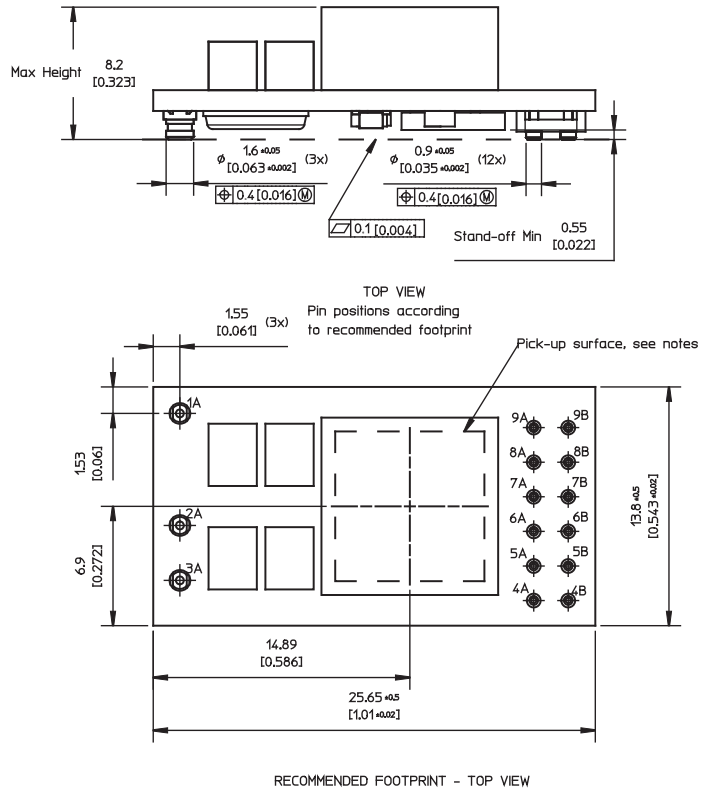 Max Height 8.2
[0.323]
⌀ 1.6 ±0.05
[0.063 ±0.002] (3x)
⌖ 0.4 [0.016] Ⓜ
⌀ 0.9 ±0.05
[0.035 ±0.002] (12x)
⌖ 0.4 [0.016] Ⓜ
⏥ 0.1 [0.004]
Stand-off Min 0.55
[0.022]
TOP VIEW
Pin positions according
to recommended footprint
1.55
[0.061] (3x)
Pick-up surface, see notes
1A
2A
3A
9A 9B
8A 8B
7A 7B
6A 6B
5A 5B
4A 4B
1.53
[0.06]
6.9
[0.272]
13.8 ±0.5
[0.543 ±0.02]
14.89
[0.586]
25.65 ±0.5
[1.01 ±0.02]
RECOMMENDED FOOTPRINT - TOP VIEW